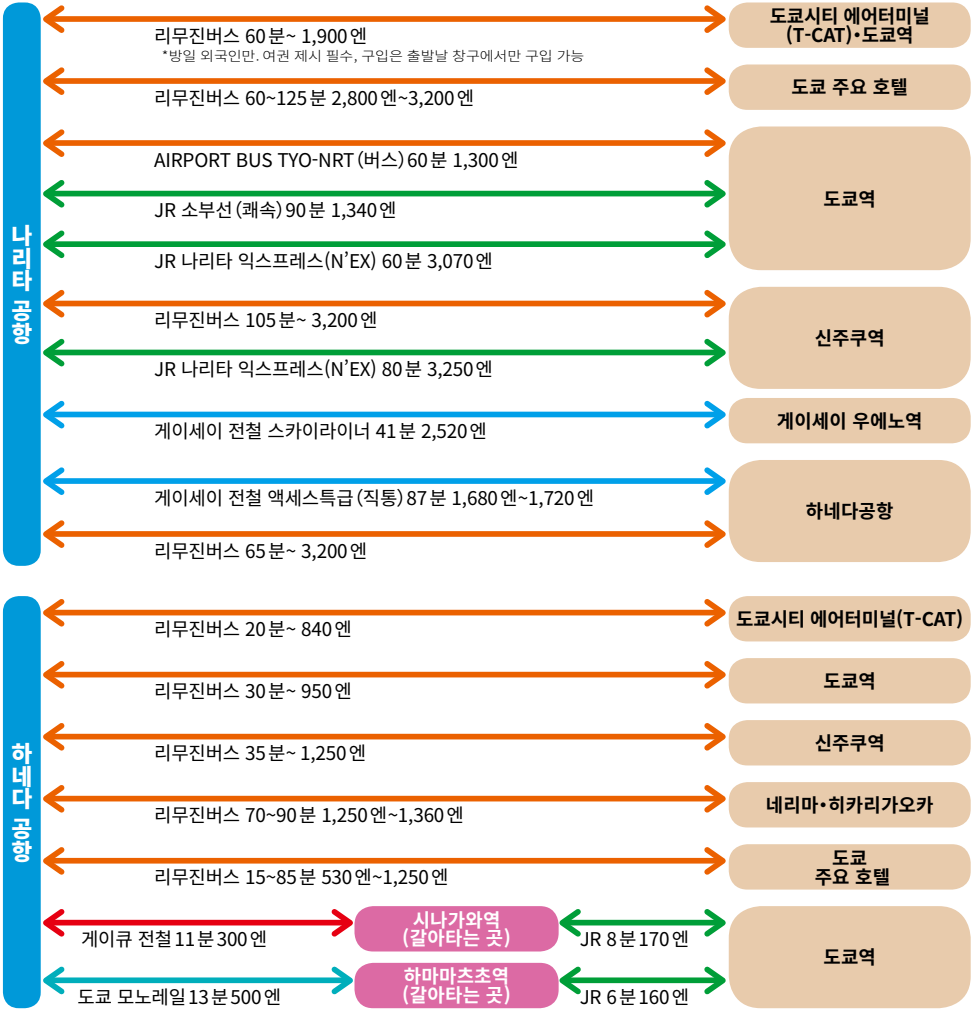 나리타 공항
리무진버스 60분~ 1,900엔
*방일 외국인만. 여권 제시 필수, 구입은 출발날 창구에서만 구입 가능
도쿄시티 에어터미널
(T-CAT)•도쿄역
리무진버스 60~125분 2,800엔~3,200엔
도쿄 주요 호텔
AIRPORT BUS TYO-NRT (버스) 60분 1,300엔
JR 소부선 (쾌속) 90분 1,340엔
JR 나리타 익스프레스(N’EX) 60분 3,070엔
도쿄역
리무진버스 105분~ 3,200엔
JR 나리타 익스프레스(N’EX) 80분 3,250엔
신주쿠역
게이세이 전철 스카이라이너 41분 2,520엔
게이세이 우에노역
게이세이 전철 액세스특급 (직통) 87분 1,680엔~1,720엔
리무진버스 65분~ 3,200엔
하네다공항
하네다 공항
리무진버스 20분~ 840엔
도쿄시티 에어터미널(T-CAT)
리무진버스 30분~ 950엔
도쿄역
리무진버스 35분~ 1,250엔
신주쿠역
리무진버스 70~90분 1,250엔~1,360엔
네리마•히카리가오카
리무진버스 15~85분 530엔~1,250엔
도쿄
주요 호텔
게이큐 전철 11분 300엔
시나가와역
(갈아타는 곳)
JR 8분 170엔
도쿄 모노레일 13분 500엔
하마마츠초역
(갈아타는 곳)
JR 6분 160엔
도쿄역